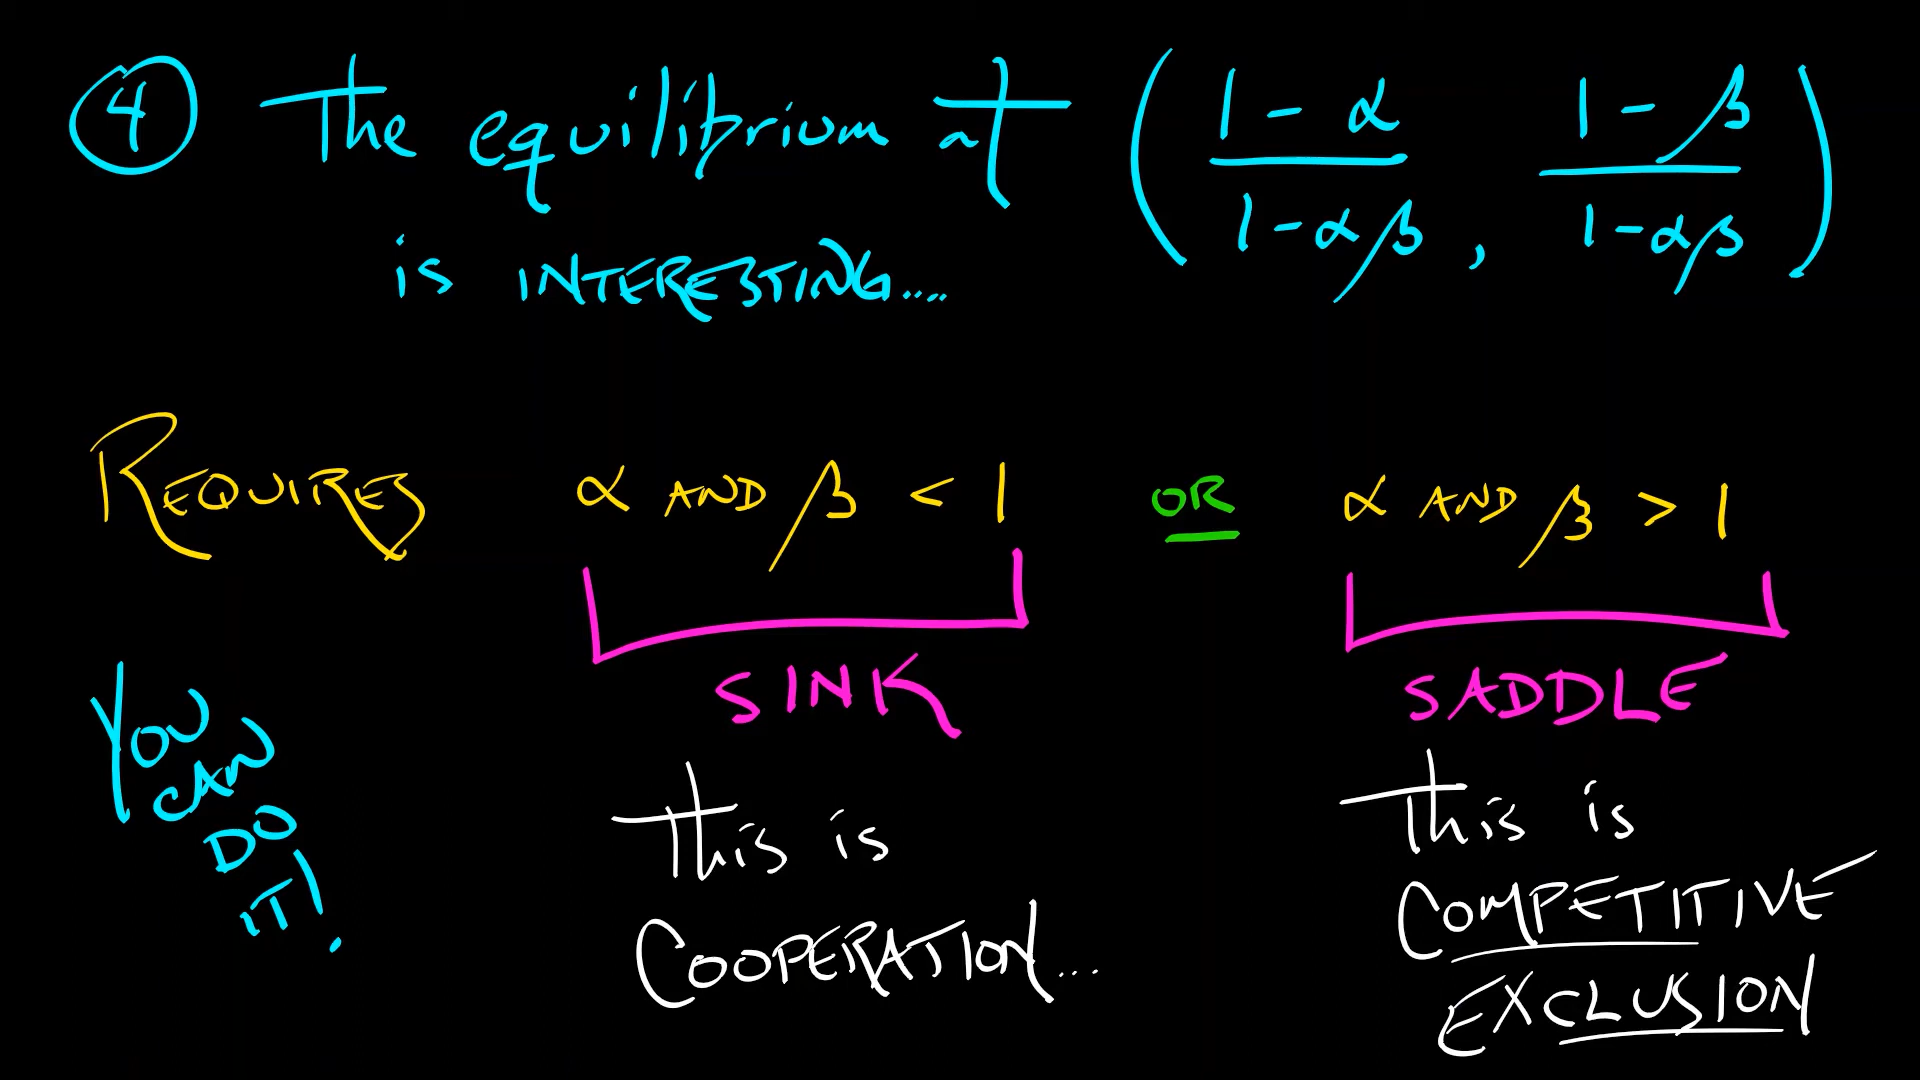 ④ The equilibrium at ( (1 - α)/(1 - αβ) , (1 - β)/(1 - αβ) )
is INTERESTING....
REQUIRES α AND β < 1 OR α AND β > 1
SINK
SADDLE
YOU
CAN
DO
IT!
This is
COOPERATION...
This is
COMPETITIVE
EXCLUSION